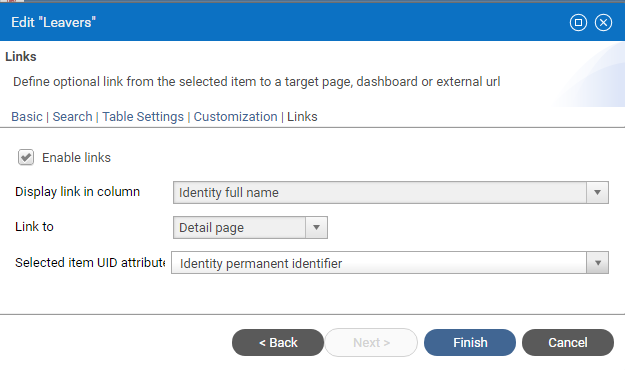 Edit "Leavers"
Links
Define optional link from the selected item to a target page, dashboard or external url
Basic | Search | Table Settings | Customization | Links
Enable links
Display link in column Identity full name
Link to Detail page
Selected item UID attribute Identity permanent identifier
< Back Next > Finish Cancel